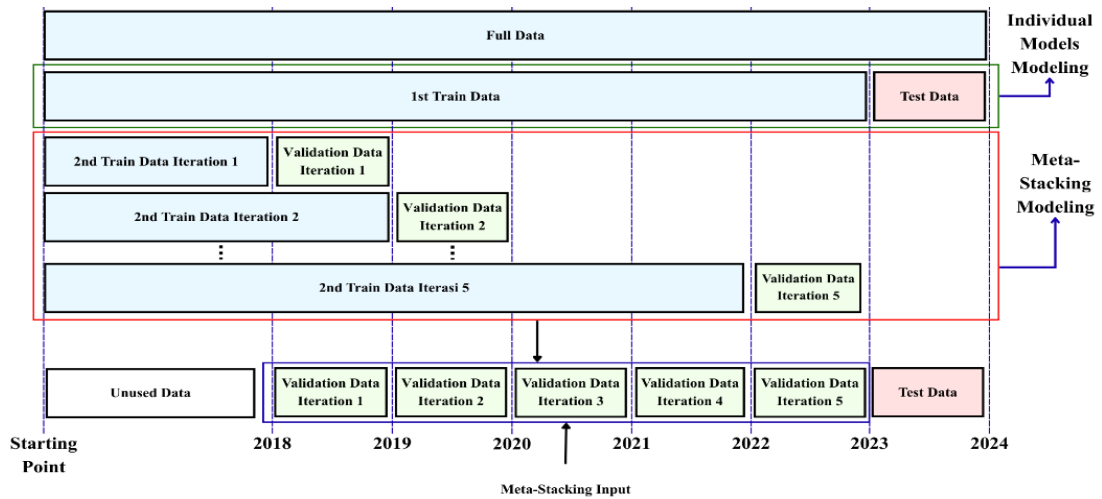 Full Data
Individual
Models
Modeling
1st Train Data
Test Data
2nd Train Data Iteration 1
Validation Data
Iteration 1
Meta-
Stacking
Modeling
2nd Train Data Iteration 2
Validation Data
Iteration 2
2nd Train Data Iterasi 5
Validation Data
Iteration 5
Unused Data
Validation Data
Iteration 1
Validation Data
Iteration 2
Validation Data
Iteration 3
Validation Data
Iteration 4
Validation Data
Iteration 5
Test Data
Starting
Point
2018
2019
2020
2021
2022
2023
2024
Meta-Stacking Input